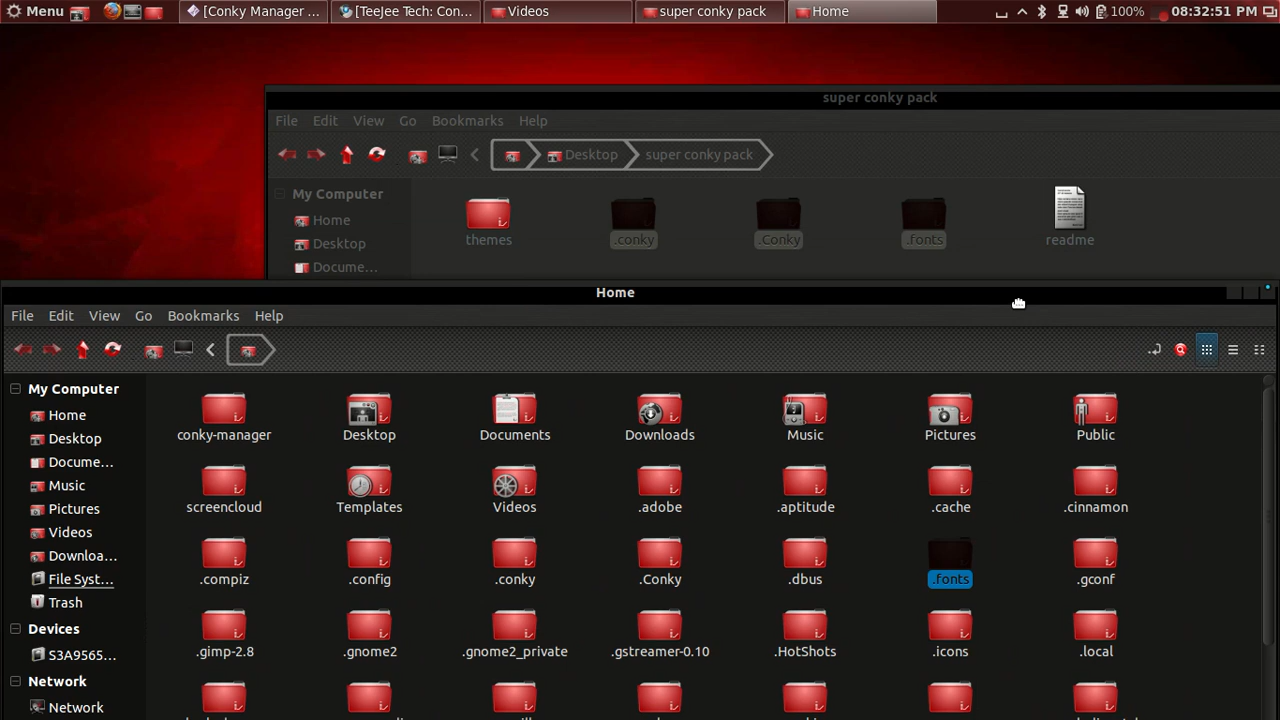 Menu [Conky Manager ... [TeeJee Tech: Con... Videos super conky pack Home 100% 08:32:51 PM
super conky pack
File Edit View Go Bookmarks Help
Desktop super conky pack
My Computer
Home
Desktop
Docume...
themes .conky .Conky .fonts readme
Home
File Edit View Go Bookmarks Help
My Computer
Home
Desktop
Docume...
Music
Pictures
Videos
Downloa...
File Syst...
Trash
Devices
S3A9565...
Network
Network
conky-manager Desktop Documents Downloads Music Pictures Public
screencloud Templates Videos .adobe .aptitude .cache .cinnamon
.compiz .config .conky .Conky .dbus .fonts .gconf
.gimp-2.8 .gnome2 .gnome2_private .gstreamer-0.10 .HotShots .icons .local